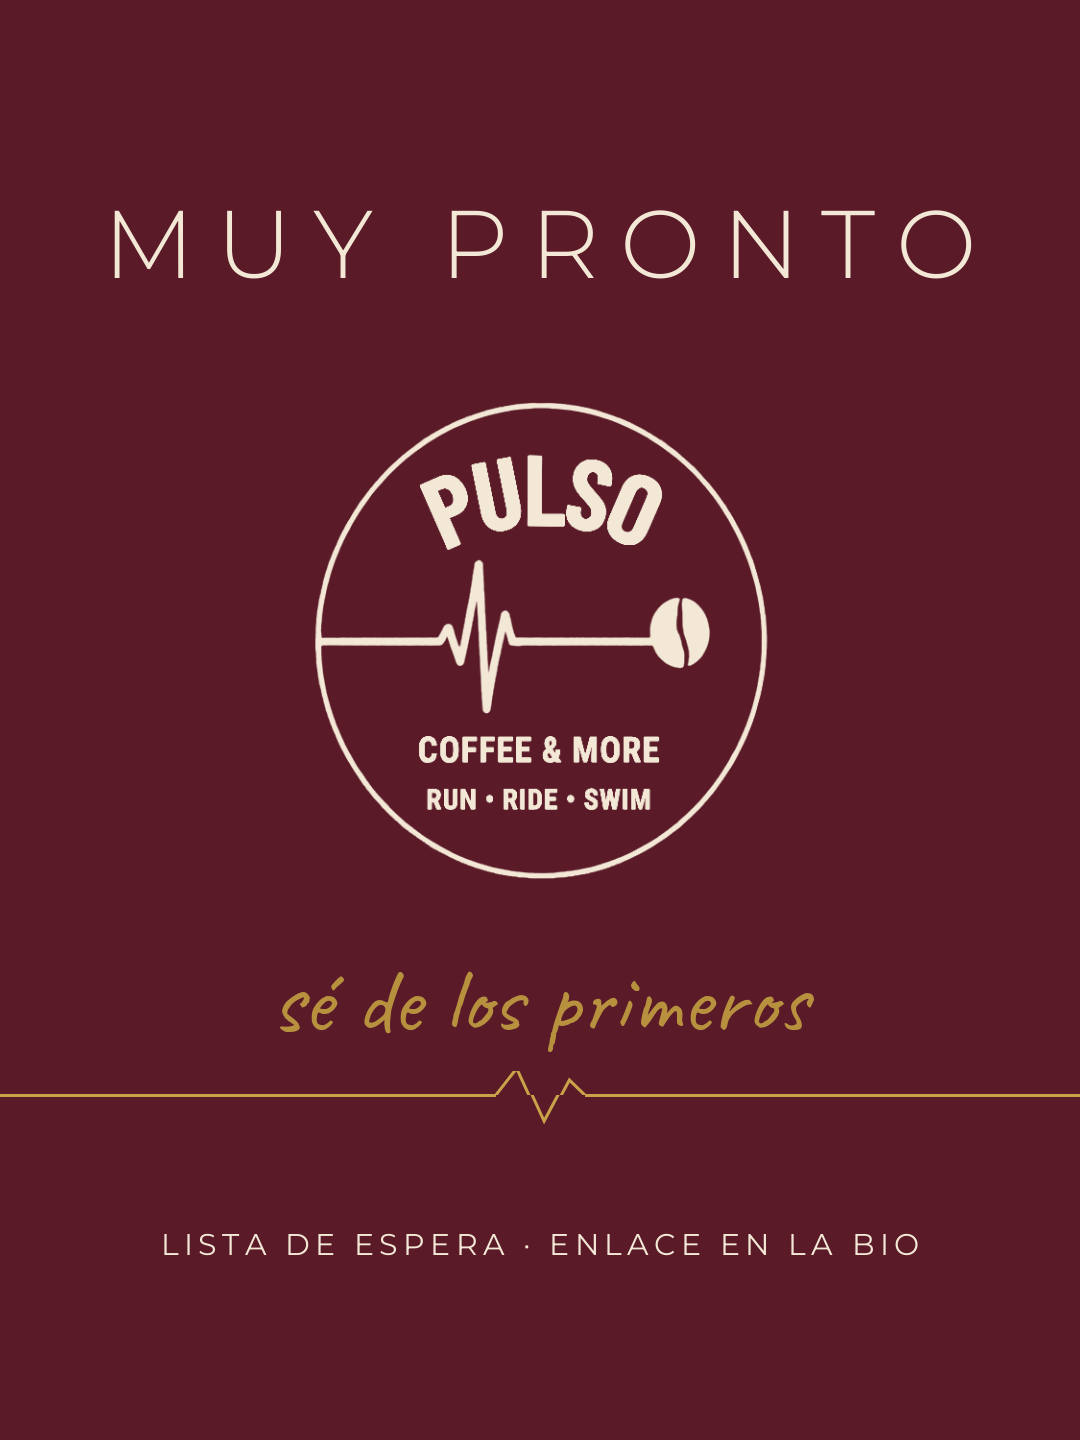 MUY PRONTO
PULSO
COFFEE & MORE
RUN • RIDE • SWIM
sé de los primeros
LISTA DE ESPERA · ENLACE EN LA BIO